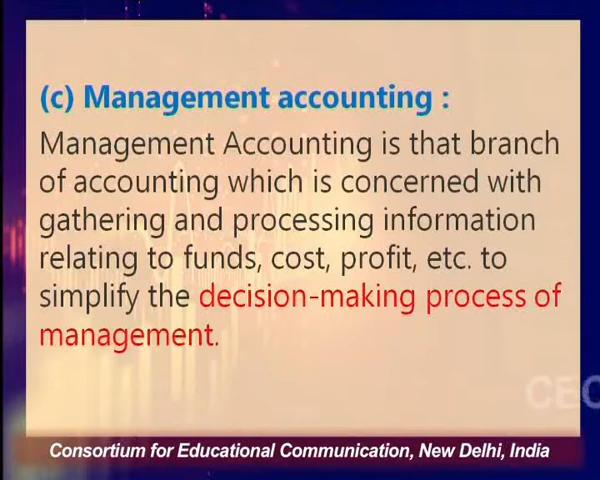 (c) Management accounting :
Management Accounting is that branch
of accounting which is concerned with
gathering and processing information
relating to funds, cost, profit, etc. to
simplify the decision-making process of
management.
CEC
Consortium for Educational Communication, New Delhi, India